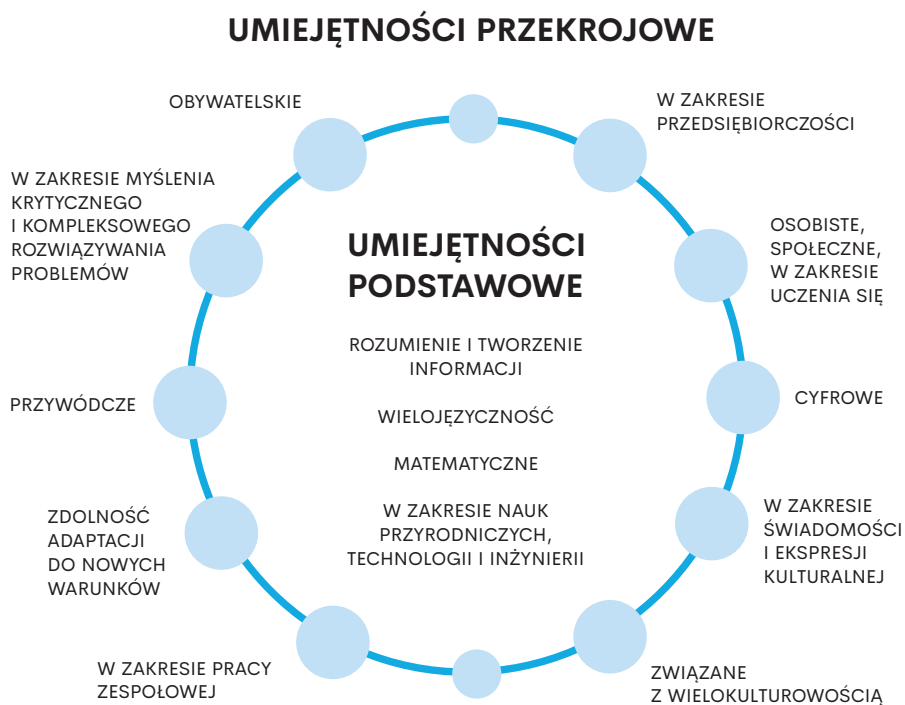 UMIEJĘTNOŚCI PRZEKROJOWE
OBYWATELSKIE
W ZAKRESIE
PRZEDSIĘBIORCZOŚCI
W ZAKRESIE MYŚLENIA
KRYTYCZNEGO
I KOMPLEKSOWEGO
ROZWIĄZYWANIA
PROBLEMÓW
OSOBISTE,
SPOŁECZNE,
W ZAKRESIE
UCZENIA SIĘ
UMIEJĘTNOŚCI
PODSTAWOWE
ROZUMIENIE I TWORZENIE
INFORMACJI
WIELOJĘZYCZNOŚĆ
MATEMATYCZNE
W ZAKRESIE NAUK
PRZYRODNICZYCH,
TECHNOLOGII I INŻYNIERII
PRZYWÓDCZE
CYFROWE
ZDOLNOŚĆ
ADAPTACJI
DO NOWYCH
WARUNKÓW
W ZAKRESIE
ŚWIADOMOŚCI
I EKSPRESJI
KULTURALNEJ
W ZAKRESIE PRACY
ZESPOŁOWEJ
ZWIĄZANE
Z WIELOKULTUROWOŚCIĄ